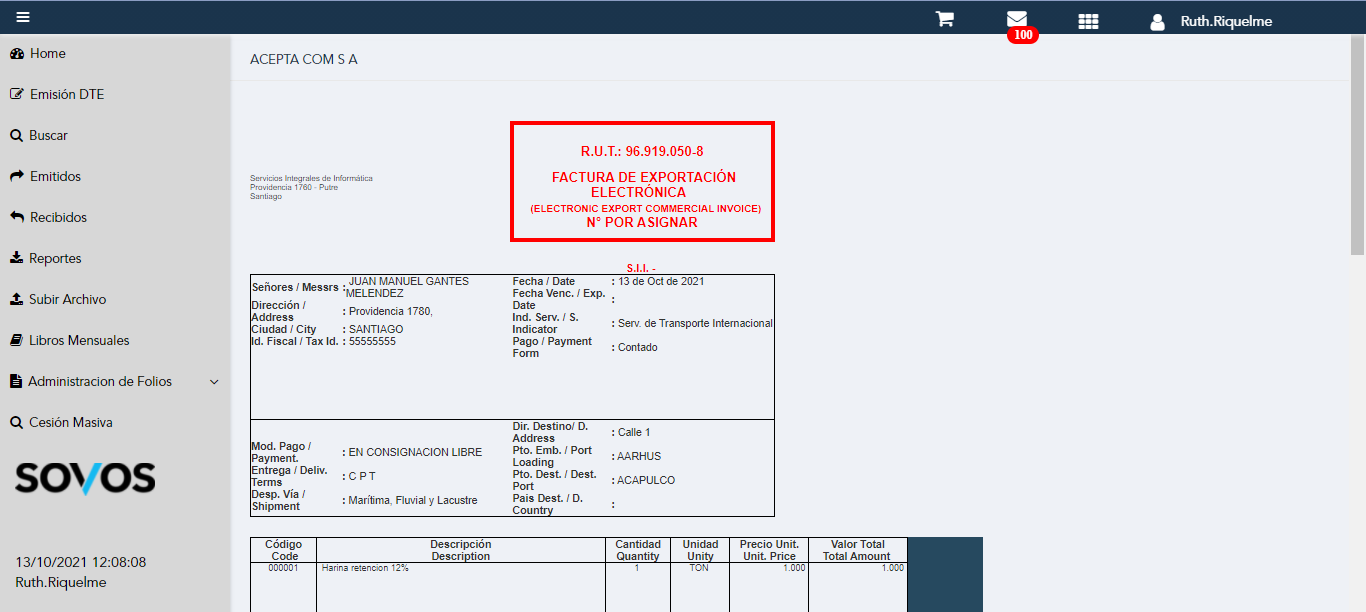 Ruth.Riquelme
100
Home
Emisión DTE
Buscar
Emitidos
Recibidos
Reportes
Subir Archivo
Libros Mensuales
Administracion de Folios
Cesión Masiva
SOVOS
13/10/2021 12:08:08
Ruth.Riquelme
ACEPTA COM S A
Servicios Integrales de Informática
Providencia 1760 - Putre
Santiago
R.U.T.: 96.919.050-8
FACTURA DE EXPORTACIÓN
ELECTRÓNICA
(ELECTRONIC EXPORT COMMERCIAL INVOICE)
N° POR ASIGNAR
S.I.I. -
Señores / Messrs : JUAN MANUEL GANTES
MELENDEZ
Dirección /
Address : Providencia 1780,
Ciudad / City : SANTIAGO
Id. Fiscal / Tax Id. : 55555555
Fecha / Date : 13 de Oct de 2021
Fecha Venc. / Exp.
Date :
Ind. Serv. / S.
Indicator : Serv. de Transporte Internacional
Pago / Payment
Form : Contado
Mod. Pago /
Payment. : EN CONSIGNACION LIBRE
Entrega / Deliv.
Terms : C P T
Desp. Vía /
Shipment : Marítima, Fluvial y Lacustre
Dir. Destino/ D.
Address : Calle 1
Pto. Emb. / Port
Loading : AARHUS
Pto. Dest. / Dest.
Port : ACAPULCO
Pais Dest. / D.
Country :
Código Descripción Cantidad Unidad Precio Unit. Valor Total
Code Description Quantity Unity Unit. Price Total Amount
000001 Harina retencion 12% 1 TON 1.000 1.000